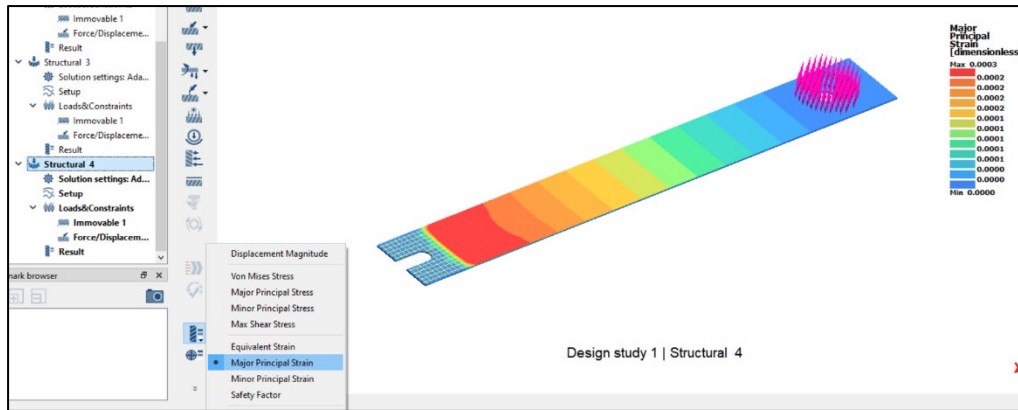 Immovable 1
Force/Displaceme...
Result
Structural 3
Solution settings: Ada...
Setup
Loads&Constraints
Immovable 1
Force/Displaceme...
Result
Structural 4
Solution settings: Ada...
Setup
Loads&Constraints
Immovable 1
Force/Displacem...
Result
mark browser
Displacement Magnitude
Von Mises Stress
Major Principal Stress
Minor Principal Stress
Max Shear Stress
Equivalent Strain
Major Principal Strain
Minor Principal Strain
Safety Factor
Major
Principal
Strain
[dimensionless
Max 0.0003
0.0002
0.0002
0.0002
0.0002
0.0001
0.0001
0.0001
0.0001
0.0000
0.0000
Min 0.0000
Design study 1 | Structural 4